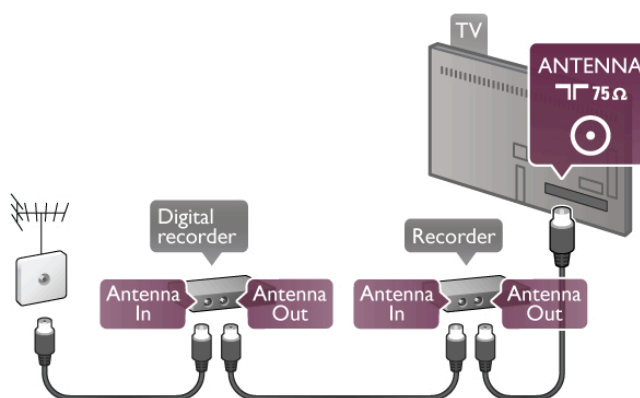 TV
ANTENNA
75Ω
Digital
recorder
Recorder
Antenna
In
Antenna
Out
Antenna
In
Antenna
Out